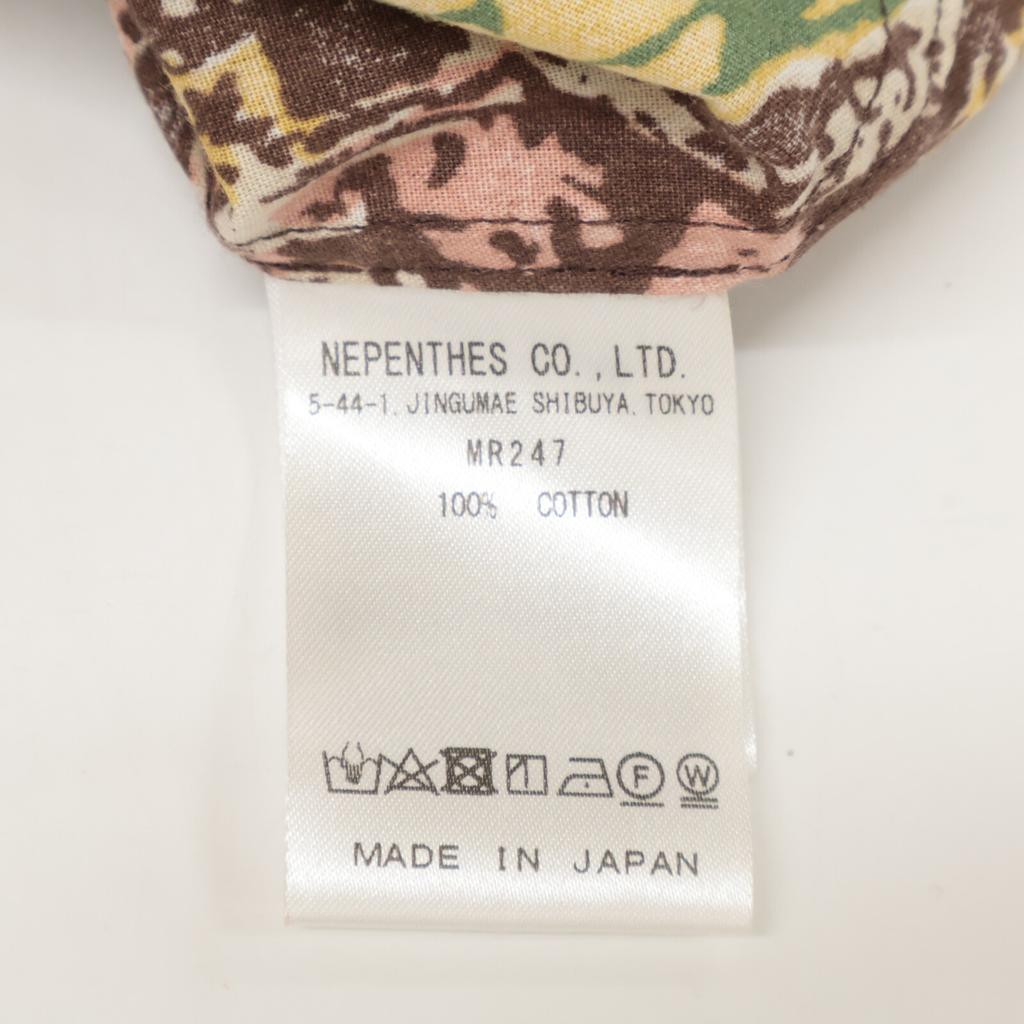 NEPENTHES CO.,LTD.
5-44-1, JINGUMAE SHIBUYA, TOKYO
MR247
100% COTTON
F W
MADE IN JAPAN